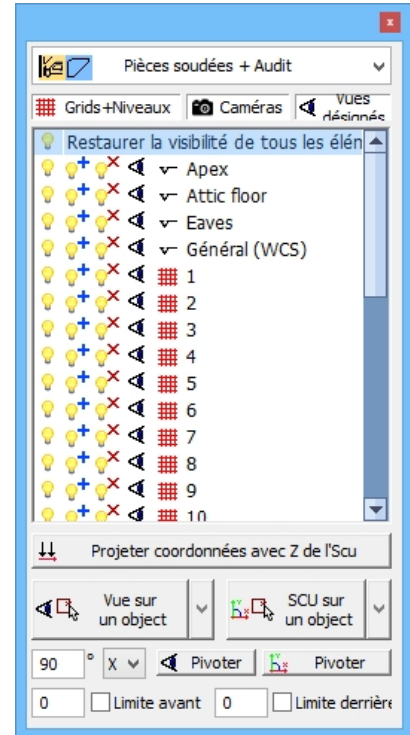 x
Pièces soudées + Audit
Grids+Niveaux Caméras Vues
désignés
Restaurer la visibilité de tous les élén
Apex
Attic floor
Eaves
Général (WCS)
1
2
3
4
5
6
7
8
9
10
Projeter coordonnées avec Z de l'Scu
Vue sur
un object
SCU sur
un object
90 ° X Pivoter Pivoter
0 Limite avant 0 Limite derrière